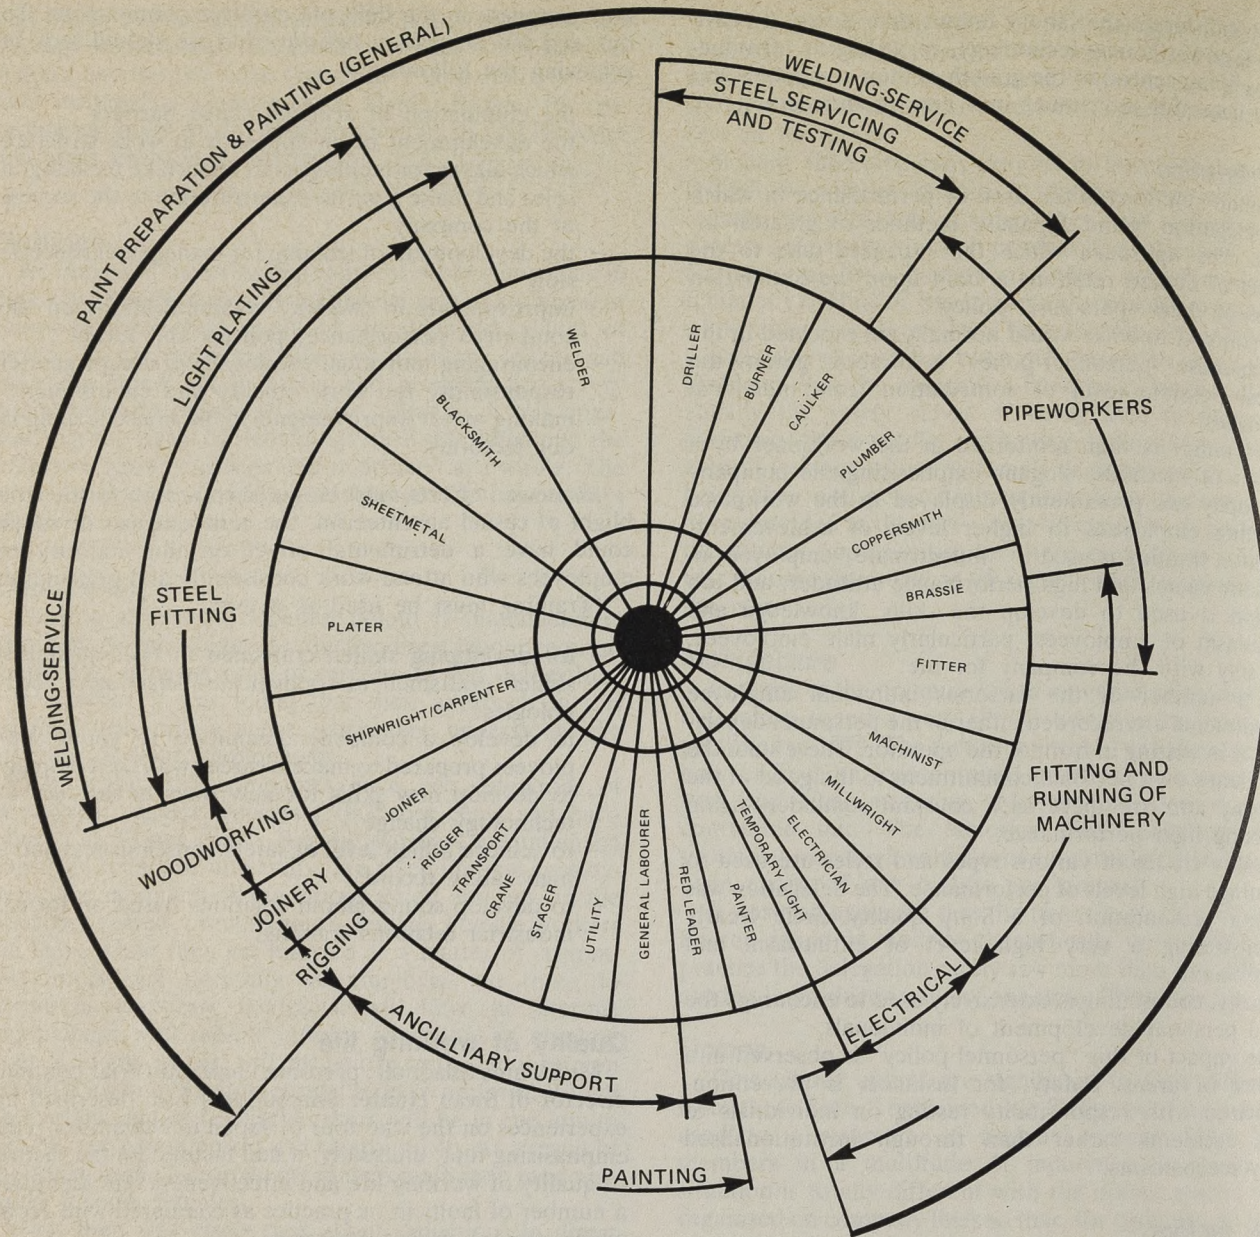 PAINT PREPARATION & PAINTING (GENERAL)
WELDING-SERVICE
STEEL SERVICING
AND TESTING
LIGHT PLATING
STEEL
FITTING
WELDING-SERVICE
PIPEWORKERS
FITTING AND
RUNNING OF
MACHINERY
WOODWORKING
JOINERY
RIGGING
ANCILLIARY SUPPORT
ELECTRICAL
PAINTING
WELDER
DRILLER
BURNER
CAULKER
PLUMBER
COPPERSMITH
BRASSIE
FITTER
MACHINIST
MILLWRIGHT
ELECTRICIAN
TEMPORARY LIGHT
PAINTER
RED LEADER
GENERAL LABOURER
UTILITY
STAGER
CRANE
TRANSPORT
RIGGER
JOINER
SHIPWRIGHT/CARPENTER
PLATER
SHEETMETAL
BLACKSMITH